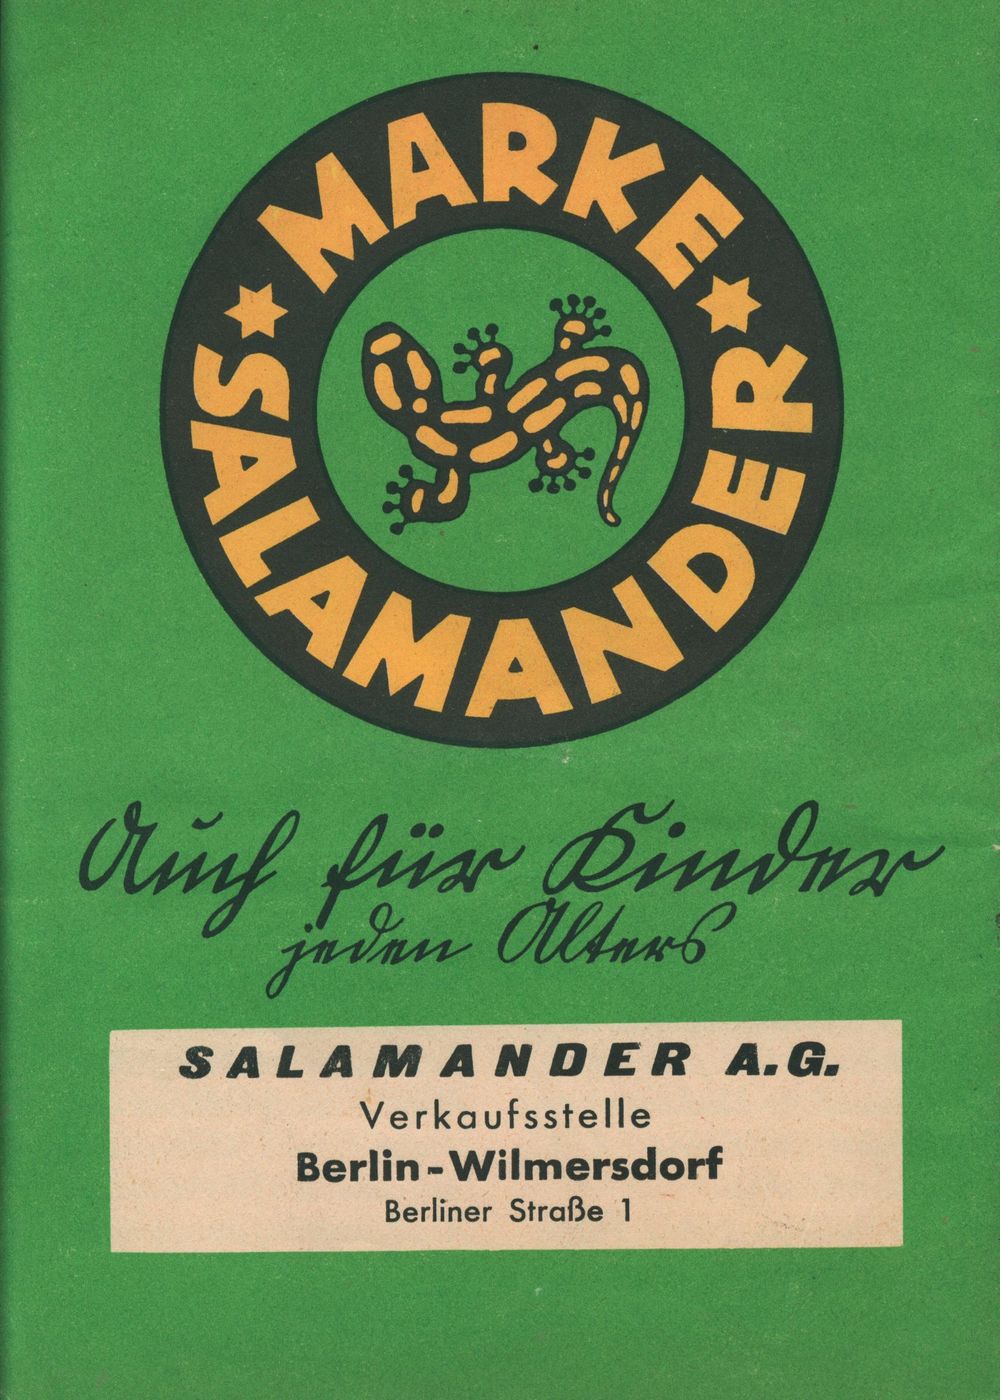 MARKE
SALAMANDER
Auch für Kinder
jeden Alters
SALAMANDER A.G.
Verkaufsstelle
Berlin-Wilmersdorf
Berliner Straße 1